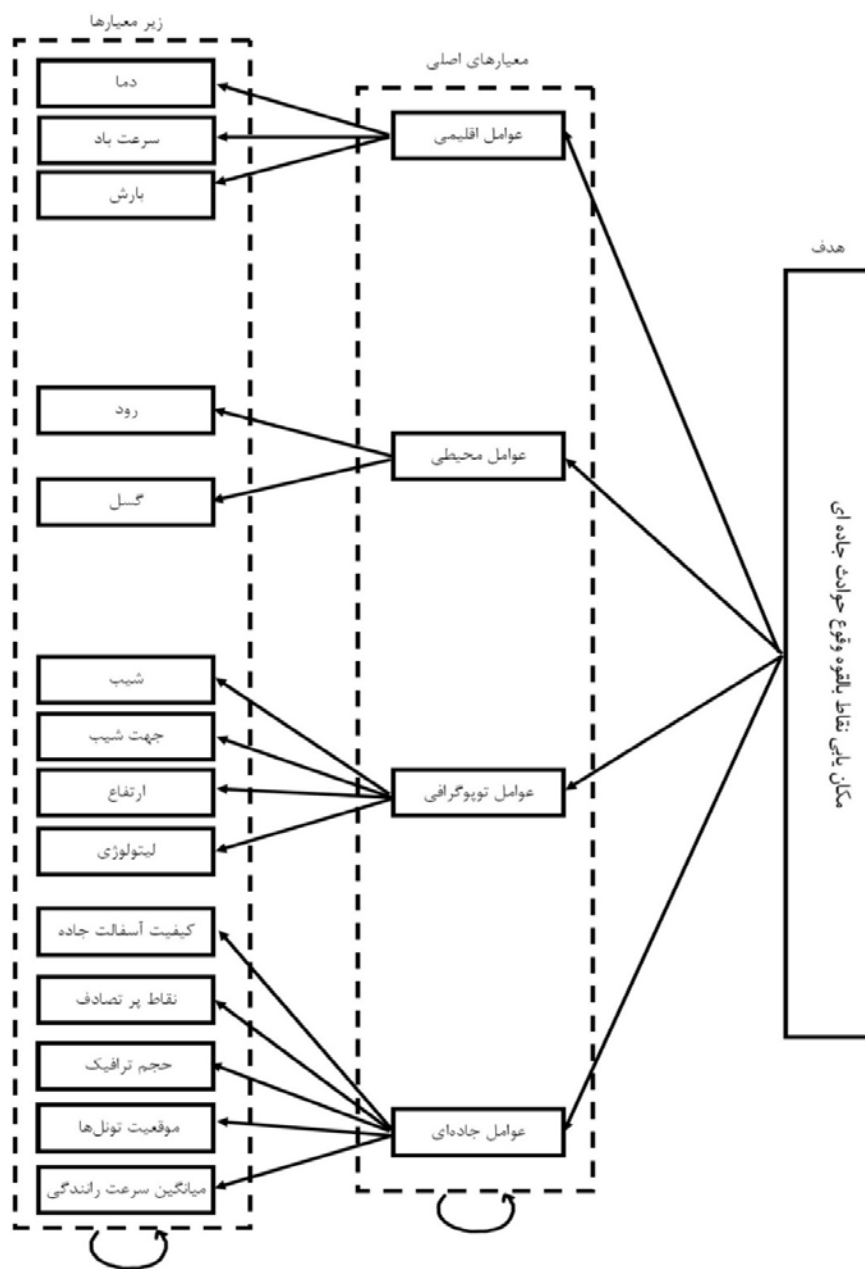 هدف
مکان یابی نقاط بالقوه وقوع حوادث جاده ای
معیارهای اصلی
عوامل اقلیمی
عوامل محیطی
عوامل توپوگرافی
عوامل جاده‌ای
زیر معیارها
دما
سرعت باد
بارش
رود
گسل
شیب
جهت شیب
ارتفاع
لیتولوژی
کیفیت آسفالت جاده
نقاط پر تصادف
حجم ترافیک
موقعیت تونل‌ها
میانگین سرعت رانندگی